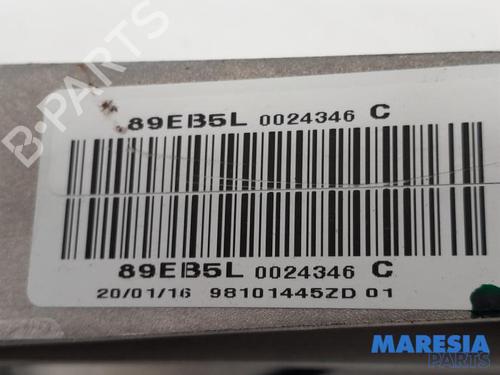 B-Parts
89EB5L 0024346 C
89EB5L 0024346 C
20/01/16 98101445ZD 01
MARESIA
PARTS